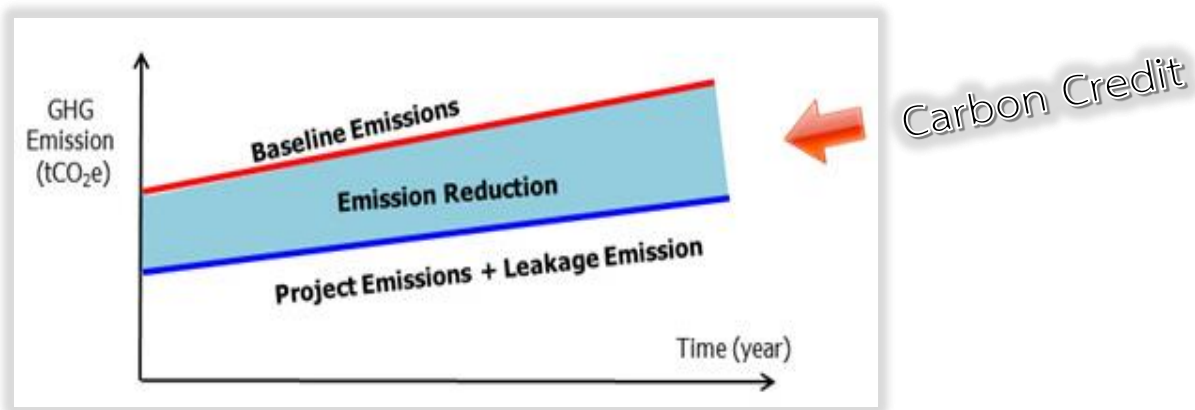 GHG
Emission
(tCO₂e)
Baseline Emissions
Emission Reduction
Project Emissions + Leakage Emission
Time (year)
Carbon Credit